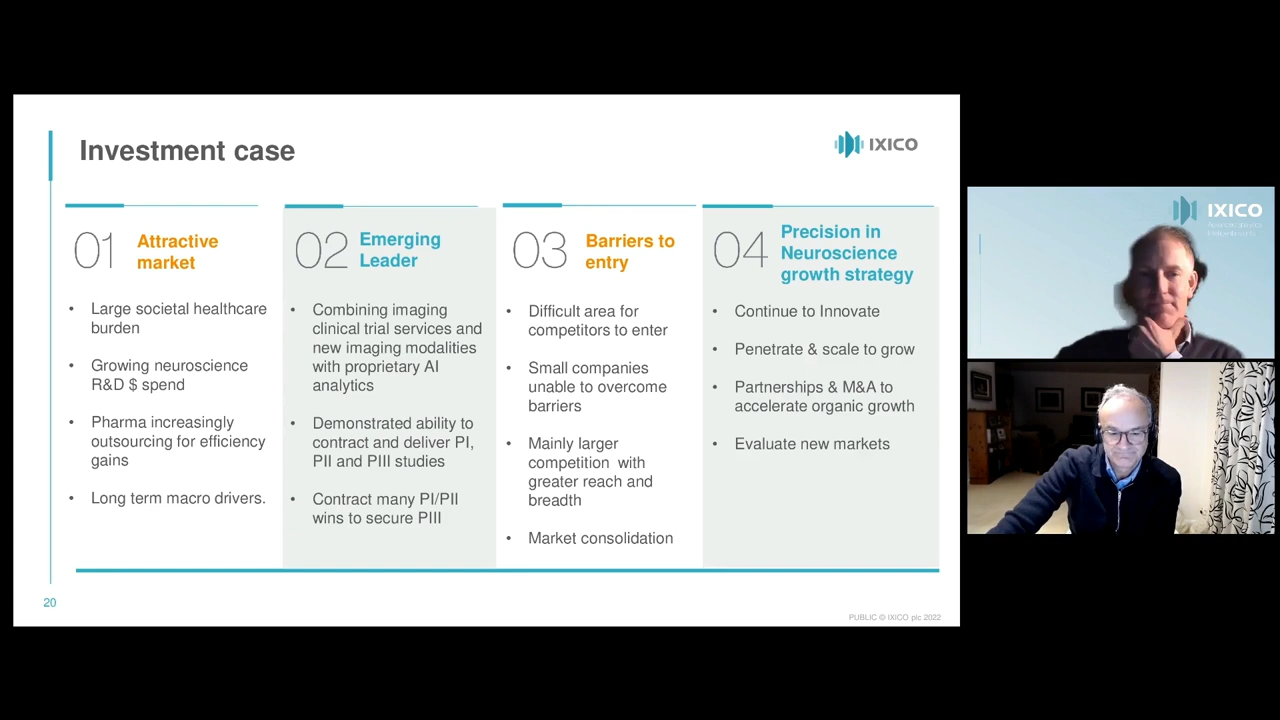 Investment case
IXICO
01
Attractive
market
• Large societal healthcare
burden
• Growing neuroscience
R&D $ spend
• Pharma increasingly
outsourcing for efficiency
gains
• Long term macro drivers.
02
Emerging
Leader
• Combining imaging
clinical trial services and
new imaging modalities
with proprietary AI
analytics
• Demonstrated ability to
contract and deliver PI,
PII and PIII studies
• Contract many PI/PII
wins to secure PIII
03
Barriers to
entry
• Difficult area for
competitors to enter
• Small companies
unable to overcome
barriers
• Mainly larger
competition with
greater reach and
breadth
• Market consolidation
04
Precision in
Neuroscience
growth strategy
• Continue to Innovate
• Penetrate & scale to grow
• Partnerships & M&A to
accelerate organic growth
• Evaluate new markets
20
PUBLIC © IXICO plc 2022
IXICO